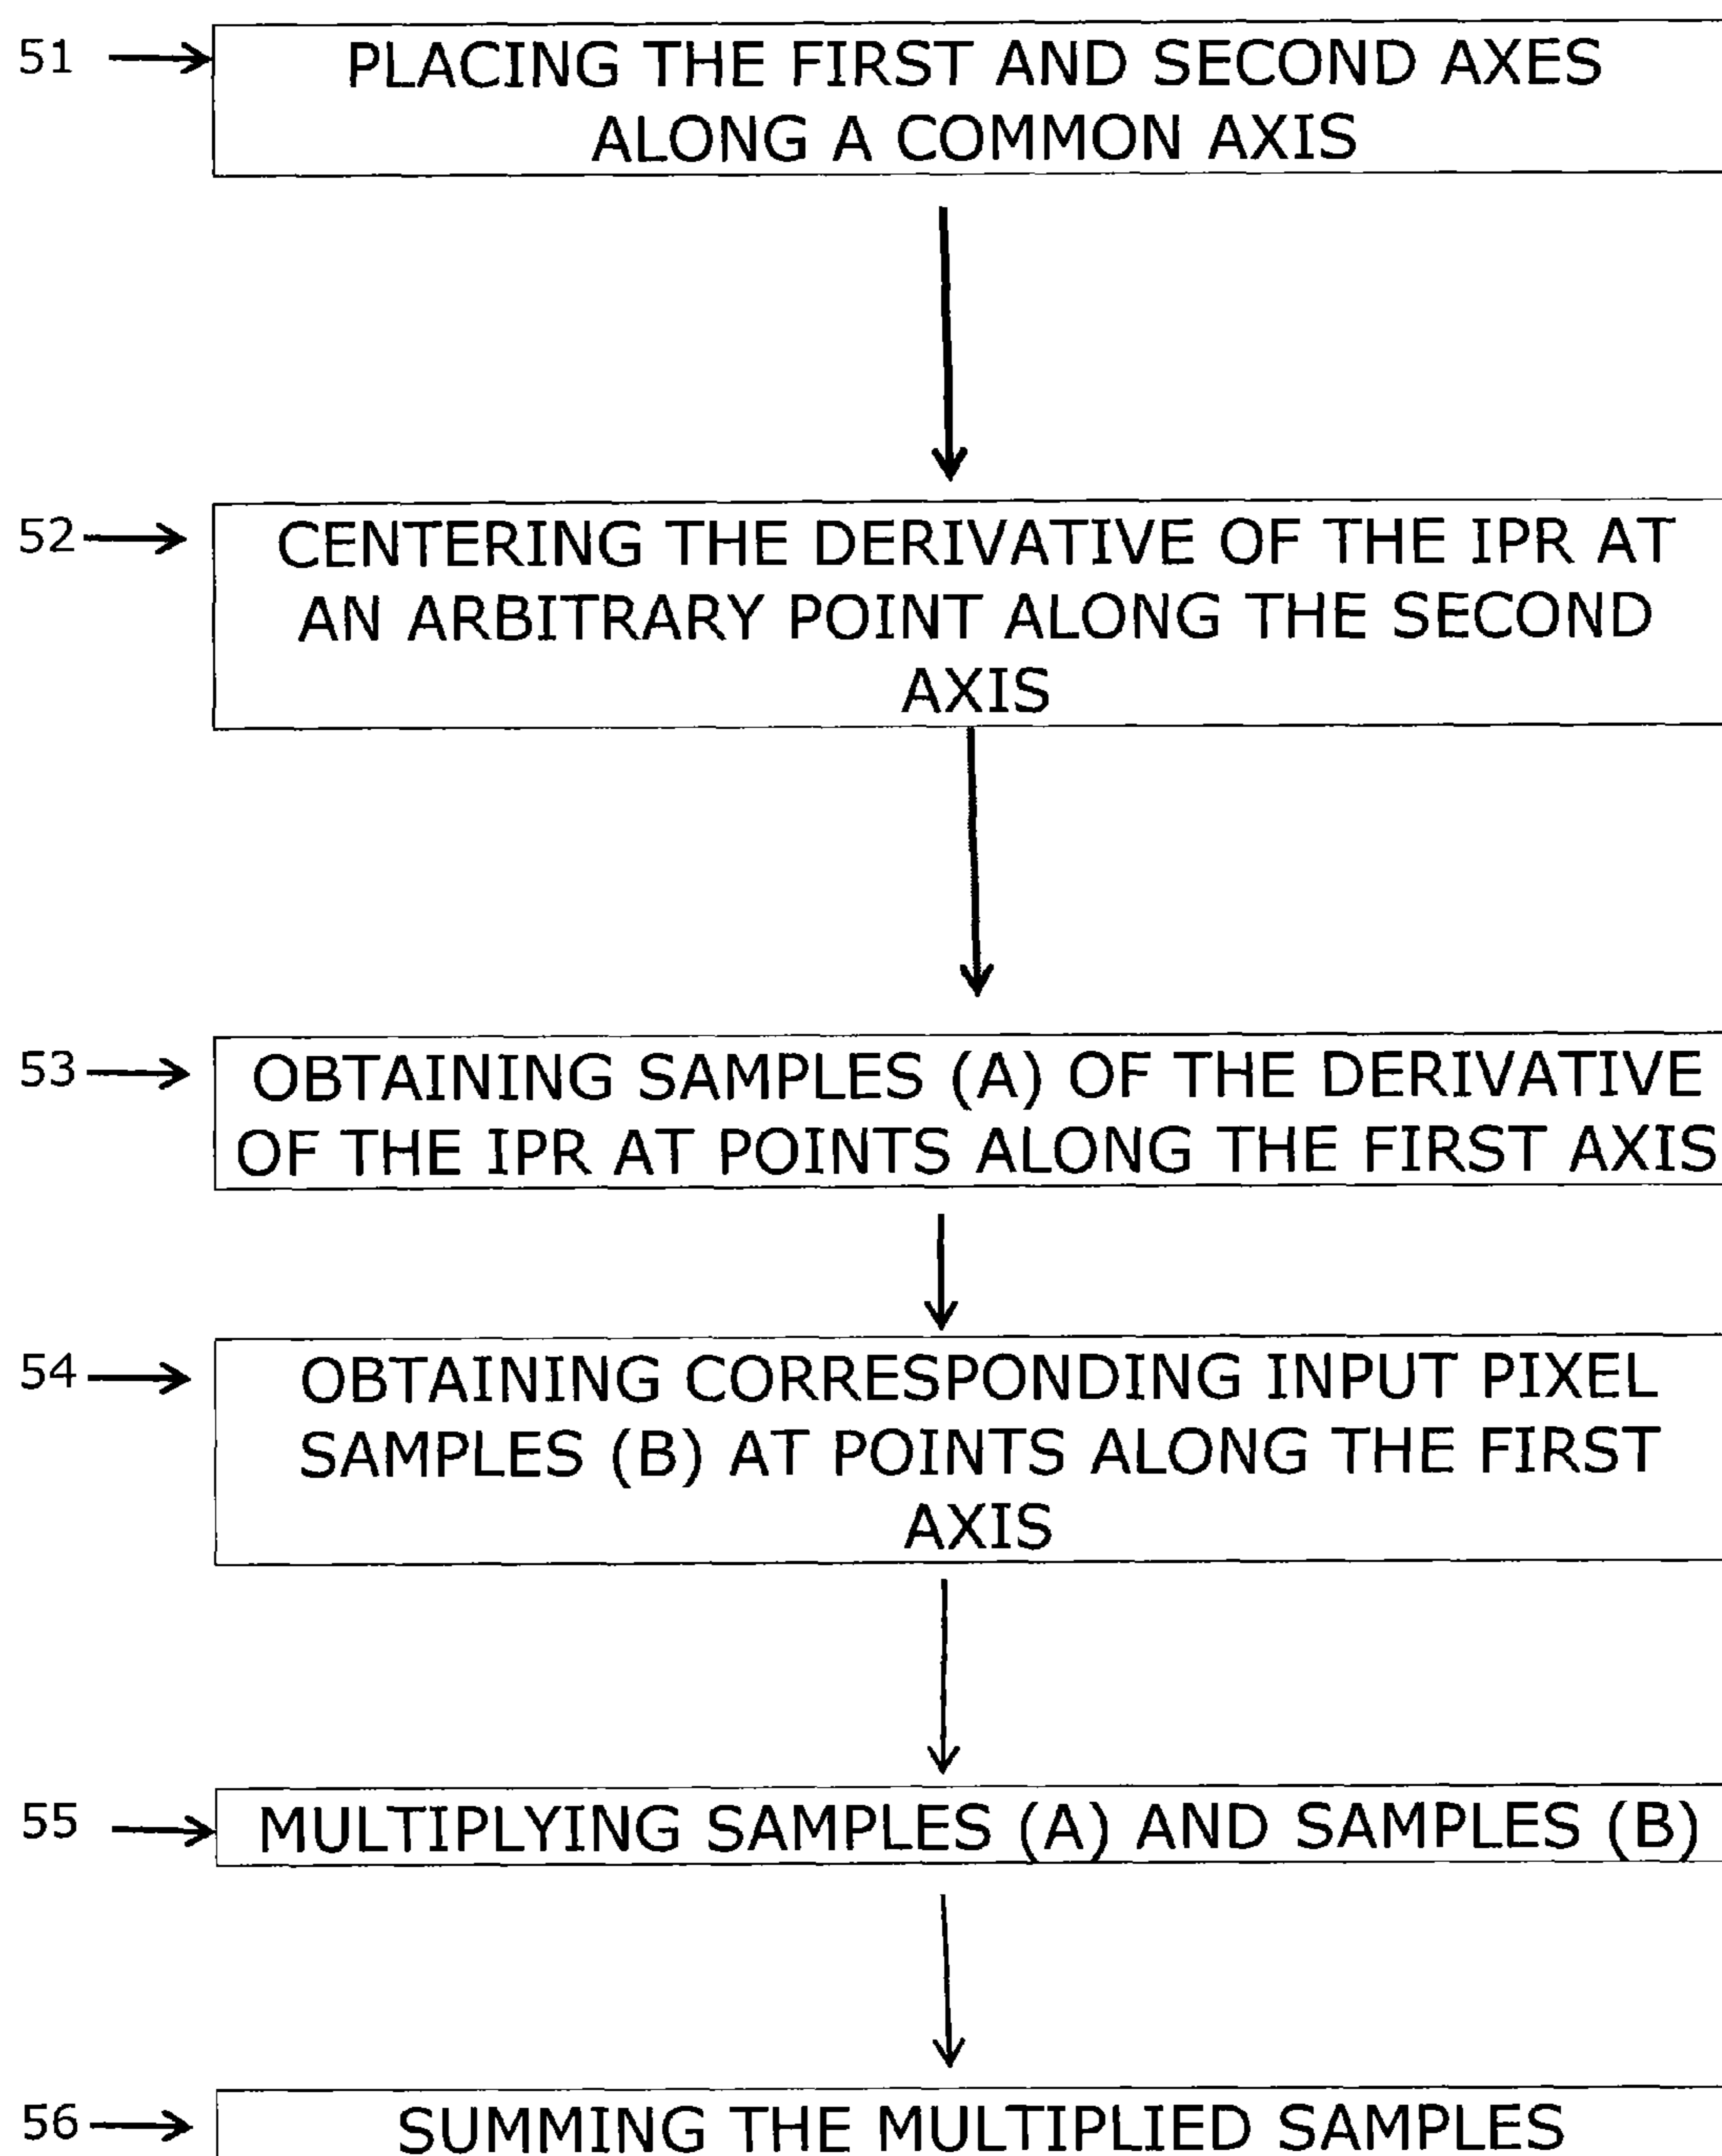 51
PLACING THE FIRST AND SECOND AXES
ALONG A COMMON AXIS
52
CENTERING THE DERIVATIVE OF THE IPR AT
AN ARBITRARY POINT ALONG THE SECOND
AXIS
53
OBTAINING SAMPLES (A) OF THE DERIVATIVE
OF THE IPR AT POINTS ALONG THE FIRST AXIS
54
OBTAINING CORRESPONDING INPUT PIXEL
SAMPLES (B) AT POINTS ALONG THE FIRST
AXIS
55
MULTIPLYING SAMPLES (A) AND SAMPLES (B)
56
SUMMING THE MULTIPLIED SAMPLES